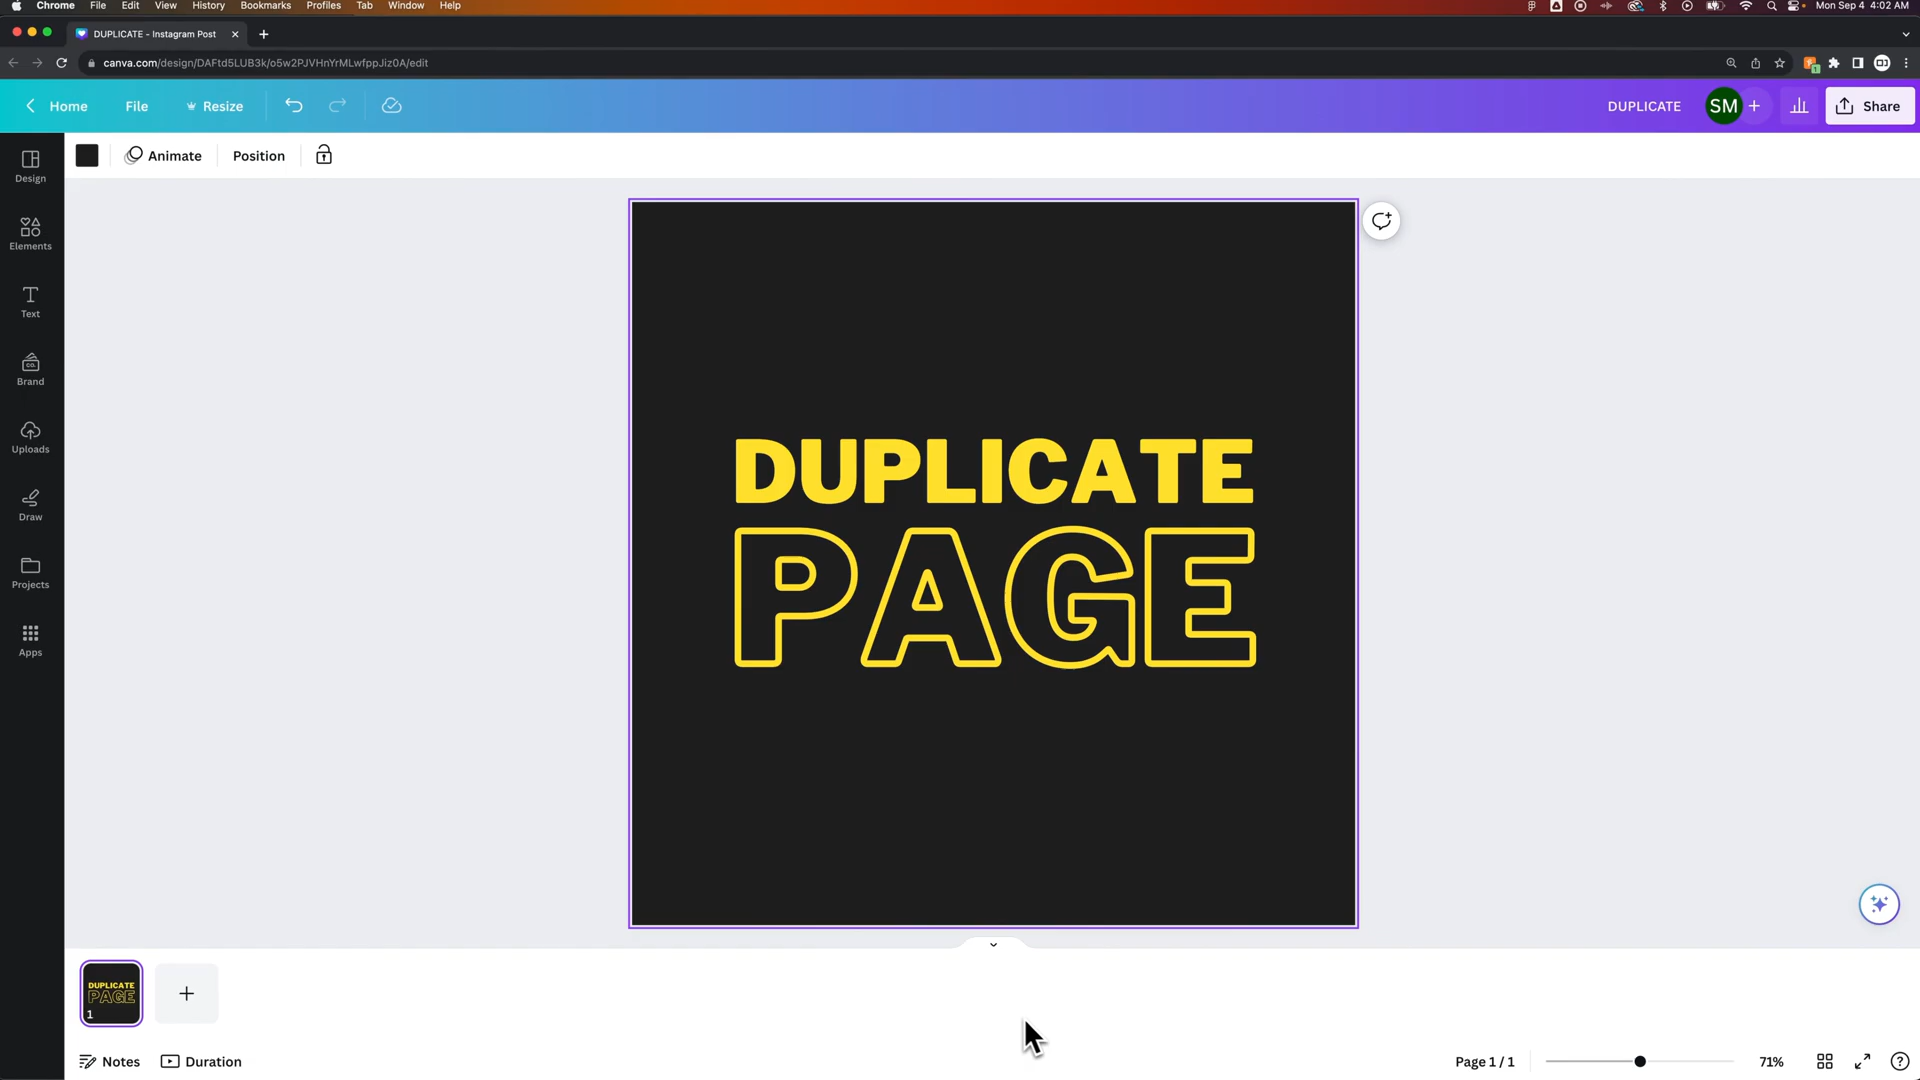 Chrome File Edit View History Bookmarks Profiles Tab Window Help Mon Sep 4 4:02 AM
DUPLICATE - Instagram Post
canva.com/design/DAFtd5LUB3k/o5w2PJVHnYrMLwfppJiz0A/edit
Home File Resize DUPLICATE SM Share
Animate Position
Design
Elements
Text
Brand
Uploads
Draw
Projects
Apps
DUPLICATE
PAGE
DUPLICATE
PAGE
1
Notes Duration Page 1 / 1 71%